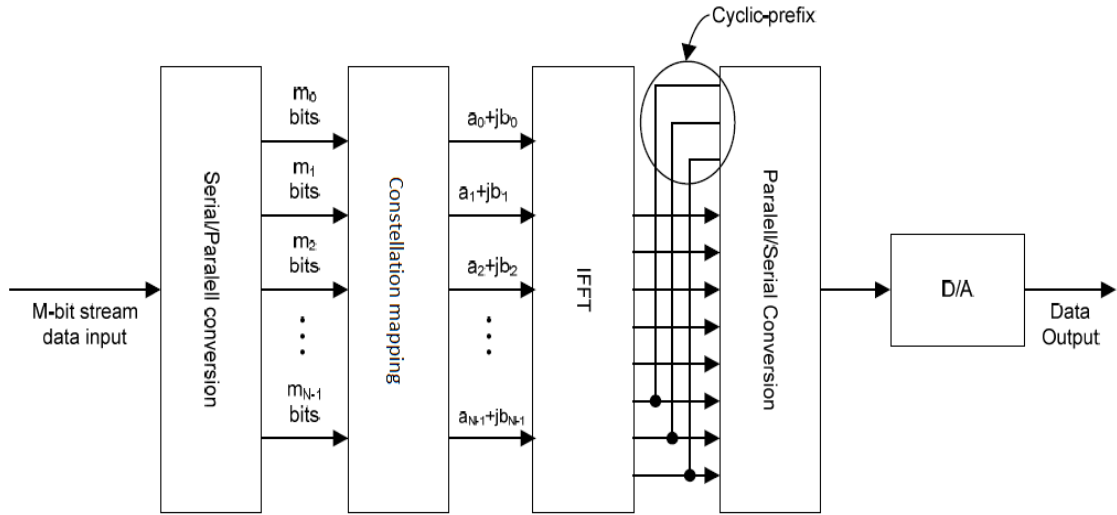 Cyclic-prefix
Serial/Paralell conversion
m₀
bits
m₁
bits
m₂
bits
mN-1
bits
Constellation mapping
a₀+jb₀
a₁+jb₁
a₂+jb₂
aN-1+jbN-1
IFFT
Paralell/Serial Conversion
D/A
M-bit stream
data input
Data
Output